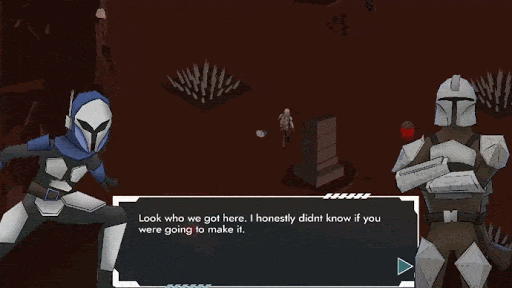 Look who we got here. I honestly didnt know if you
were going to make it.